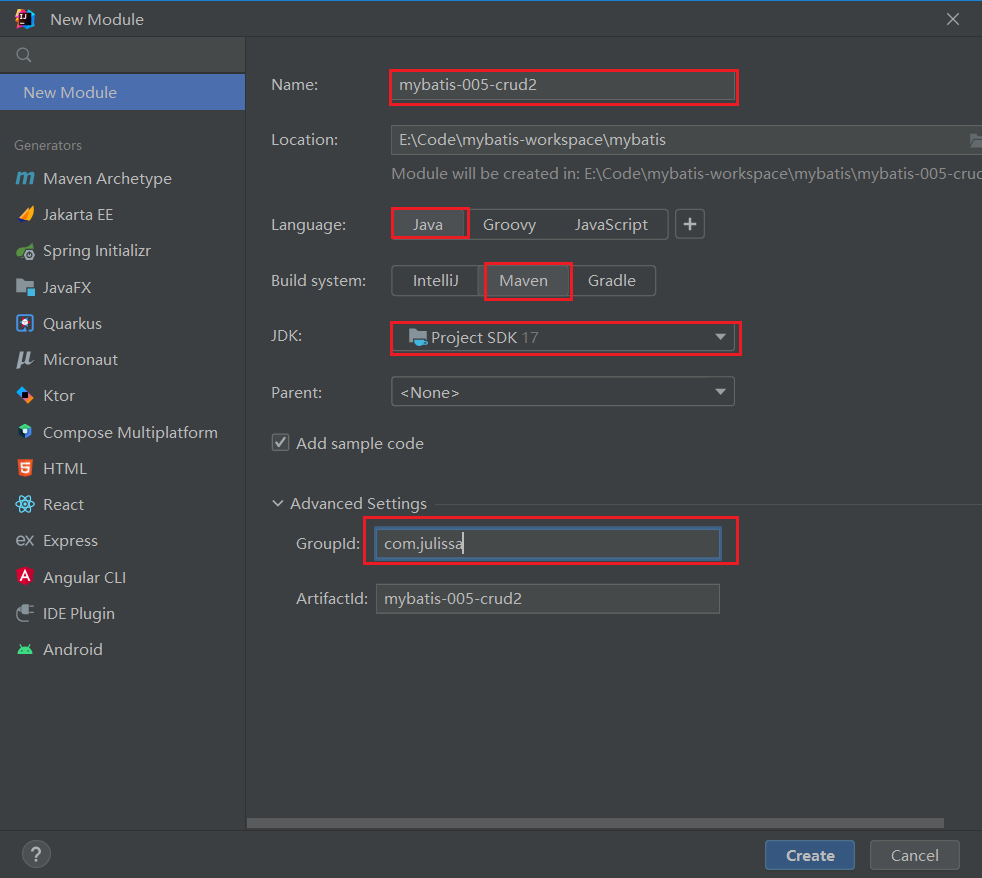 New Module
New Module
Generators
Maven Archetype
Jakarta EE
Spring Initializr
JavaFX
Quarkus
Micronaut
Ktor
Compose Multiplatform
HTML
React
Express
Angular CLI
IDE Plugin
Android
Name: mybatis-005-crud2
Location: E:\Code\mybatis-workspace\mybatis
Module will be created in: E:\Code\mybatis-workspace\mybatis\mybatis-005-cruc
Language: Java Groovy JavaScript +
Build system: IntelliJ Maven Gradle
JDK: Project SDK 17
Parent: <None>
Add sample code
Advanced Settings
GroupId: com.julissa
ArtifactId: mybatis-005-crud2
? Create Cancel